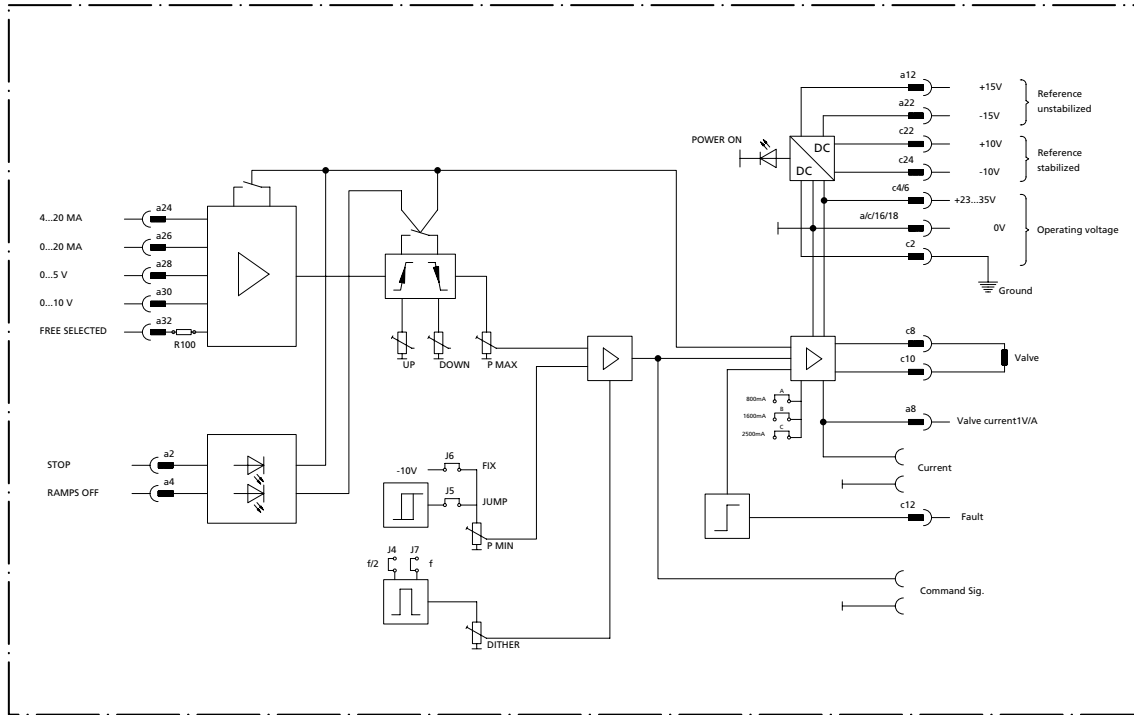 a12
+15V
Reference
unstabilized
a22
-15V
POWER ON
DC
DC
c22
+10V
Reference
stabilized
c24
-10V
c4/6
+23...35V
a/c/16/18
0V
Operating voltage
c2
Ground
4...20 MA
a24
0...20 MA
a26
0...5 V
a28
0...10 V
a30
FREE SELECTED
a32
R100
UP
DOWN
P MAX
c8
c10
Valve
A
800mA
B
1600mA
C
2500mA
a8
Valve current1V/A
Current
c12
Fault
STOP
a2
RAMPS OFF
a4
-10V
J6
FIX
J5
JUMP
P MIN
f/2
J4
J7
f
DITHER
Command Sig.